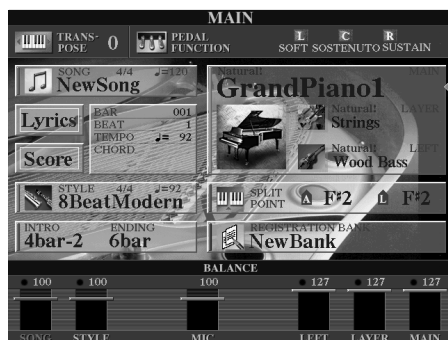 MAIN
TRANS-
POSE 0
PEDAL
FUNCTION
L C R
SOFT SOSTENUTO SUSTAIN
SONG 4/4 ♩=120
NewSong
Natural! MAIN
GrandPiano1
Lyrics
BAR 001
BEAT 1
TEMPO ♩= 92
CHORD
Natural! LAYER
Strings
Score
Natural! LEFT
Wood Bass
STYLE 4/4 ♩=92
8BeatModern
SPLIT
POINT A F♯2 L F♯2
INTRO ENDING
4bar-2 6bar
REGISTRATION BANK
NewBank
BALANCE
100 100 100 127 127 127
SONG STYLE MIC LEFT LAYER MAIN